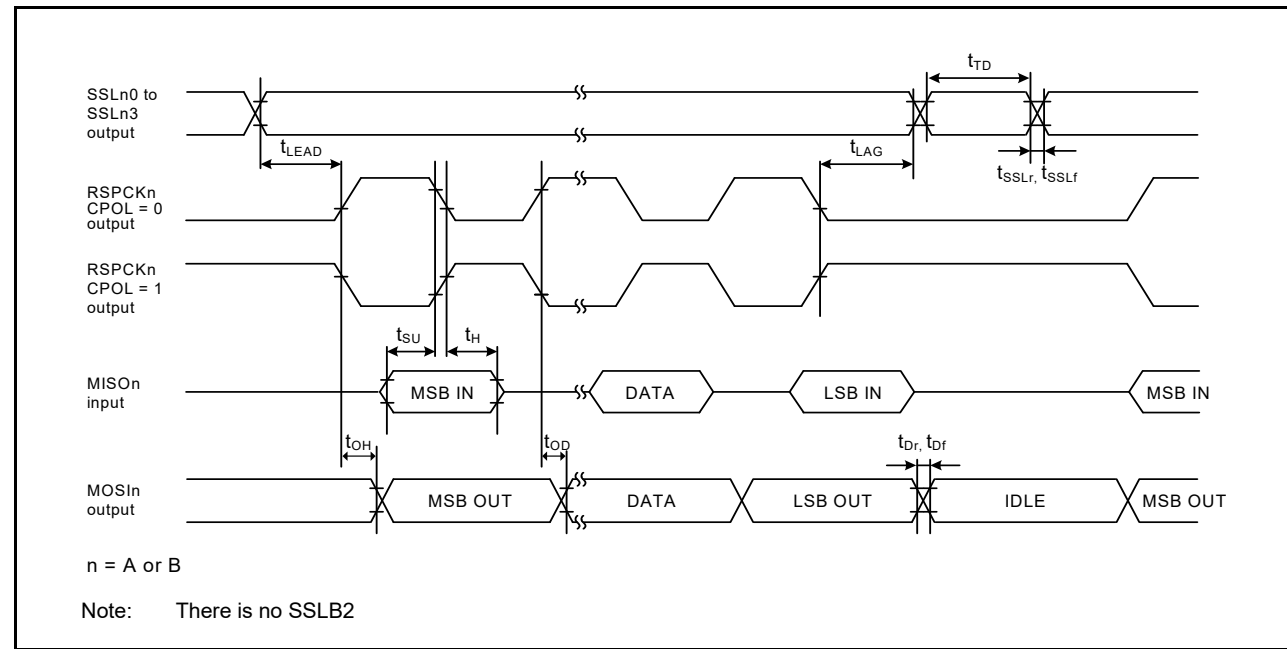 tTD
SSLn0 to
SSLn3
output
tLEAD
tLAG
tSSLr, tSSLf
RSPCKn
CPOL = 0
output
RSPCKn
CPOL = 1
output
tSU
tH
MISOn
input
MSB IN
DATA
LSB IN
MSB IN
tOH
tOD
tDr, tDf
MOSIn
output
MSB OUT
DATA
LSB OUT
IDLE
MSB OUT
n = A or B
Note: There is no SSLB2